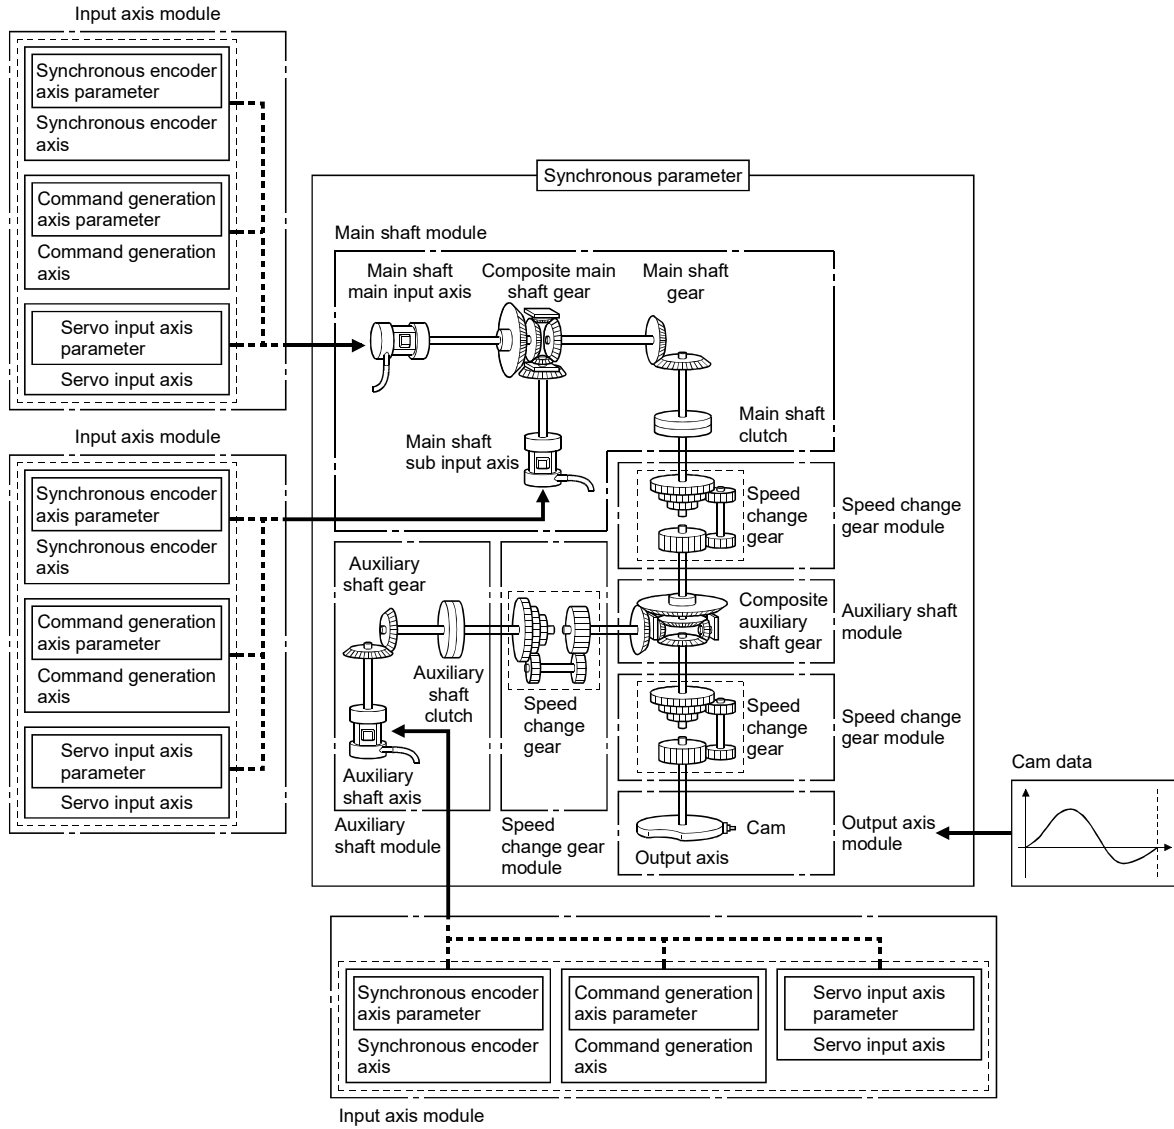 Input axis module
Synchronous encoder
axis parameter
Synchronous encoder
axis
Command generation
axis parameter
Command generation
axis
Servo input axis
parameter
Servo input axis
Input axis module
Synchronous encoder
axis parameter
Synchronous encoder
axis
Command generation
axis parameter
Command generation
axis
Servo input axis
parameter
Servo input axis
Synchronous parameter
Main shaft module
Main shaft
main input axis
Composite main
shaft gear
Main shaft
gear
Main shaft
sub input axis
Main shaft
clutch
Speed
change
gear
Speed change
gear module
Auxiliary
shaft gear
Auxiliary
shaft
clutch
Auxiliary
shaft axis
Auxiliary
shaft module
Speed
change
gear
Speed
change gear
module
Composite
auxiliary
shaft gear
Auxiliary shaft
module
Speed
change
gear
Speed change
gear module
Cam
Output axis
Output axis
module
Cam data
Synchronous encoder
axis parameter
Synchronous encoder
axis
Command generation
axis parameter
Command generation
axis
Servo input axis
parameter
Servo input axis
Input axis module